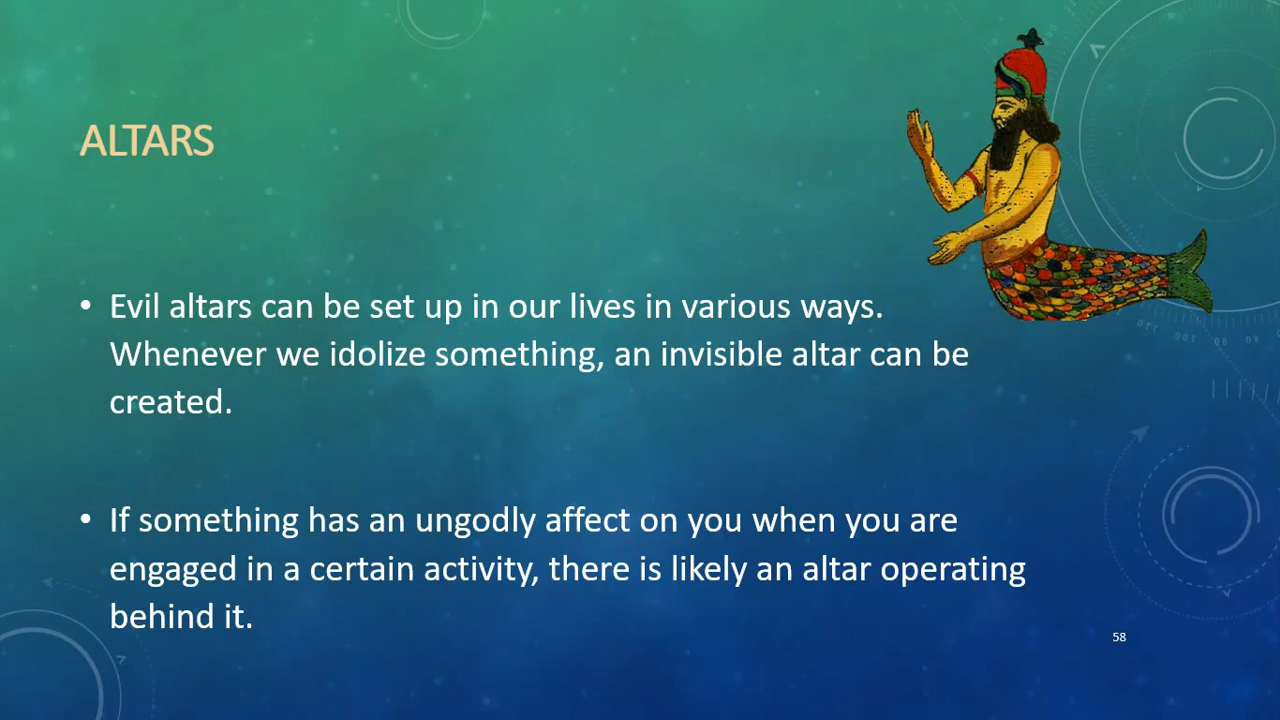 ALTARS
• Evil altars can be set up in our lives in various ways.
Whenever we idolize something, an invisible altar can be
created.
• If something has an ungodly affect on you when you are
engaged in a certain activity, there is likely an altar operating
behind it.
58